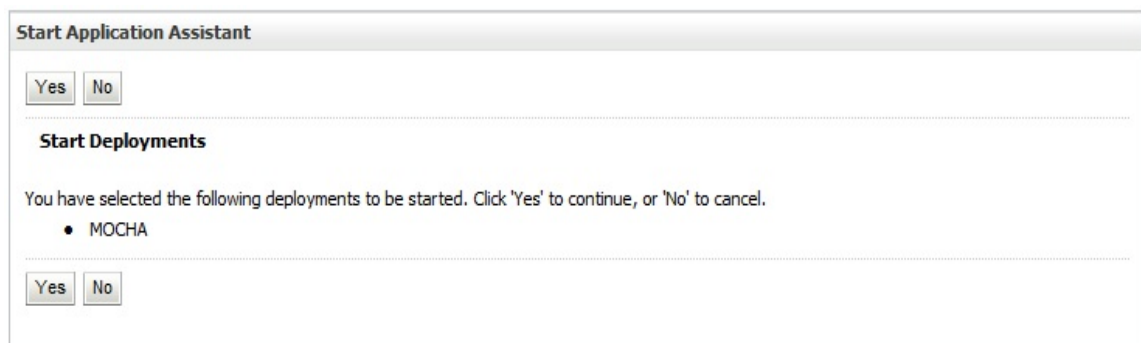 Start Application Assistant
Yes No
Start Deployments
You have selected the following deployments to be started. Click 'Yes' to continue, or 'No' to cancel.
● MOCHA
Yes No